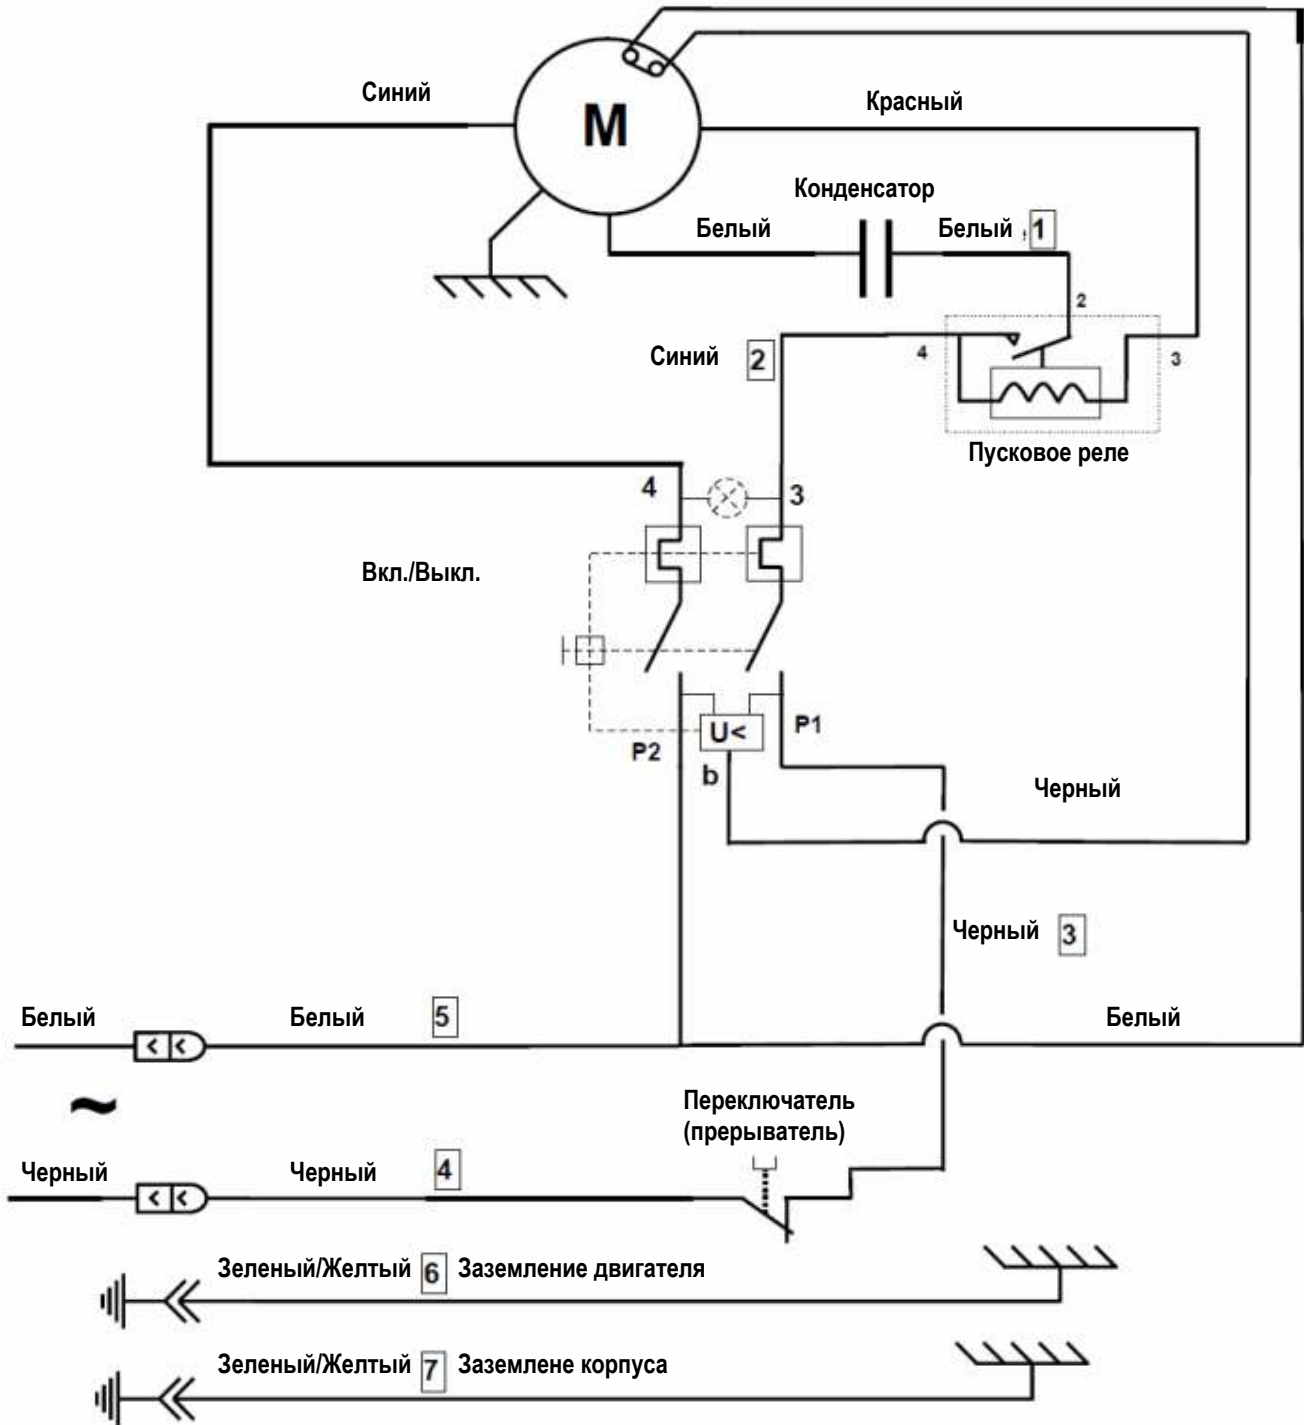 Синий
M
Красный
Конденсатор
Белый
Белый 1
2
Синий 2
4
3
Пусковое реле
4
3
Вкл./Выкл.
U<
P1
P2
b
Черный
Черный 3
Белый
Белый 5
Белый
~
Переключатель
(прерыватель)
Черный
Черный 4
Зеленый/Желтый 6 Заземление двигателя
Зеленый/Желтый 7 Заземлене корпуса